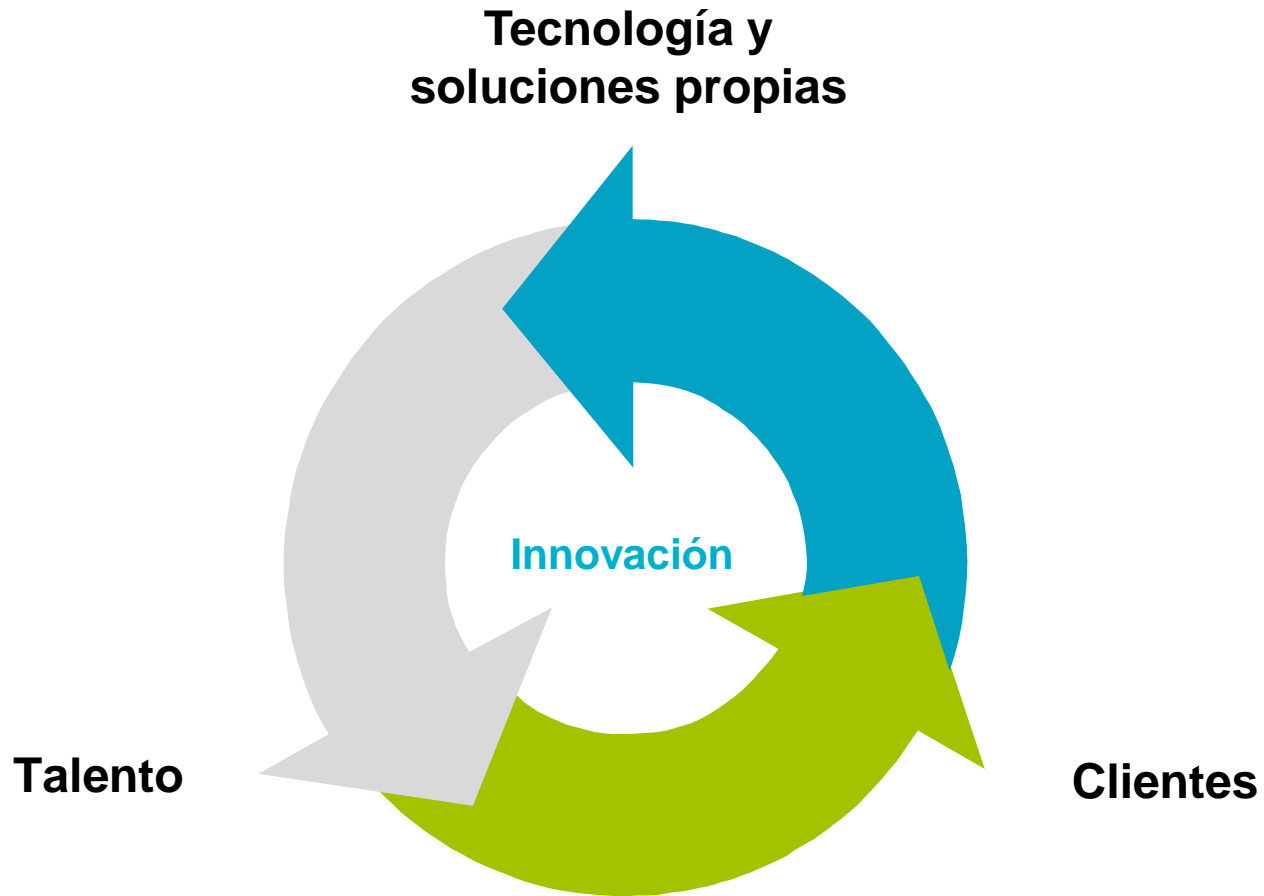 Tecnología y
soluciones propias
Innovación
Talento
Clientes